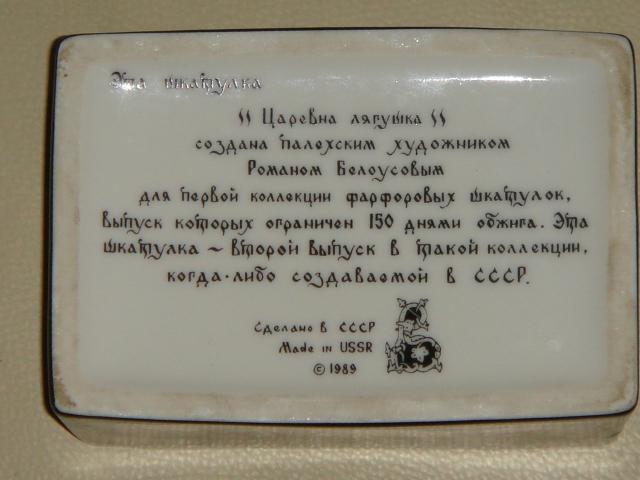 Эта шкатулка
"Царевна лягушка"
создана палехским художником
Романом Белоусовым
для первой коллекции фарфоровых шкатулок,
выпуск которых ограничен 150 днями обжига. Эта
шкатулка ~ второй выпуск в такой коллекции,
когда-либо создаваемой в СССР.
Сделано в СССР
Made in USSR
© 1989